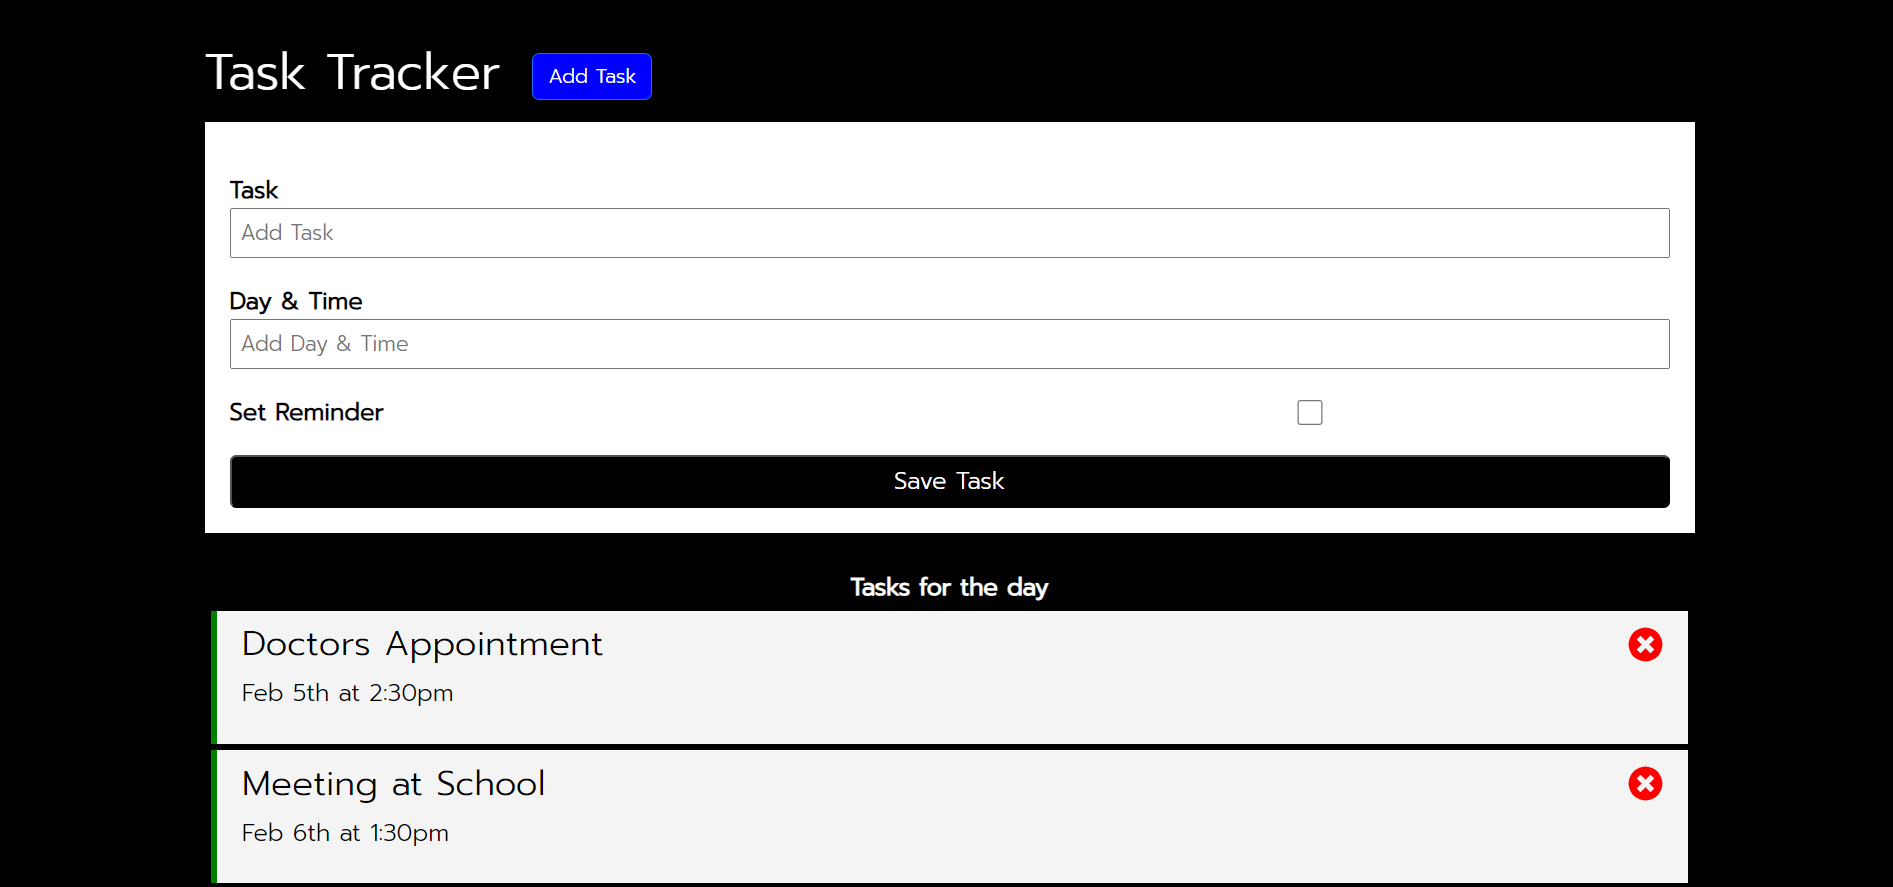 Task Tracker Add Task
Task
Add Task
Day & Time
Add Day & Time
Set Reminder
Save Task
Tasks for the day
Doctors Appointment
Feb 5th at 2:30pm
Meeting at School
Feb 6th at 1:30pm